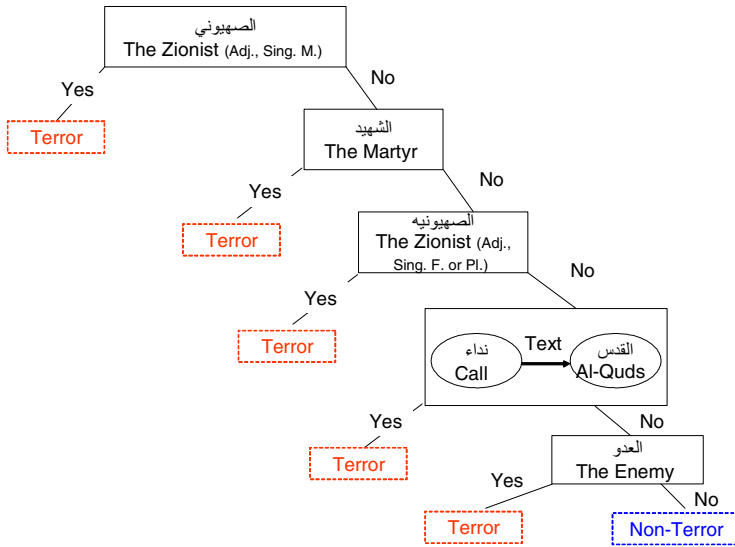 الصهيوني
The Zionist (Adj., Sing. M.)
Yes
No
Terror
الشهيد
The Martyr
Yes
No
Terror
الصهيونيه
The Zionist (Adj.,
Sing. F. or Pl.)
Yes
No
Terror
نداء
Call
Text
القدس
Al-Quds
Yes
No
Terror
العدو
The Enemy
Yes
No
Terror
Non-Terror